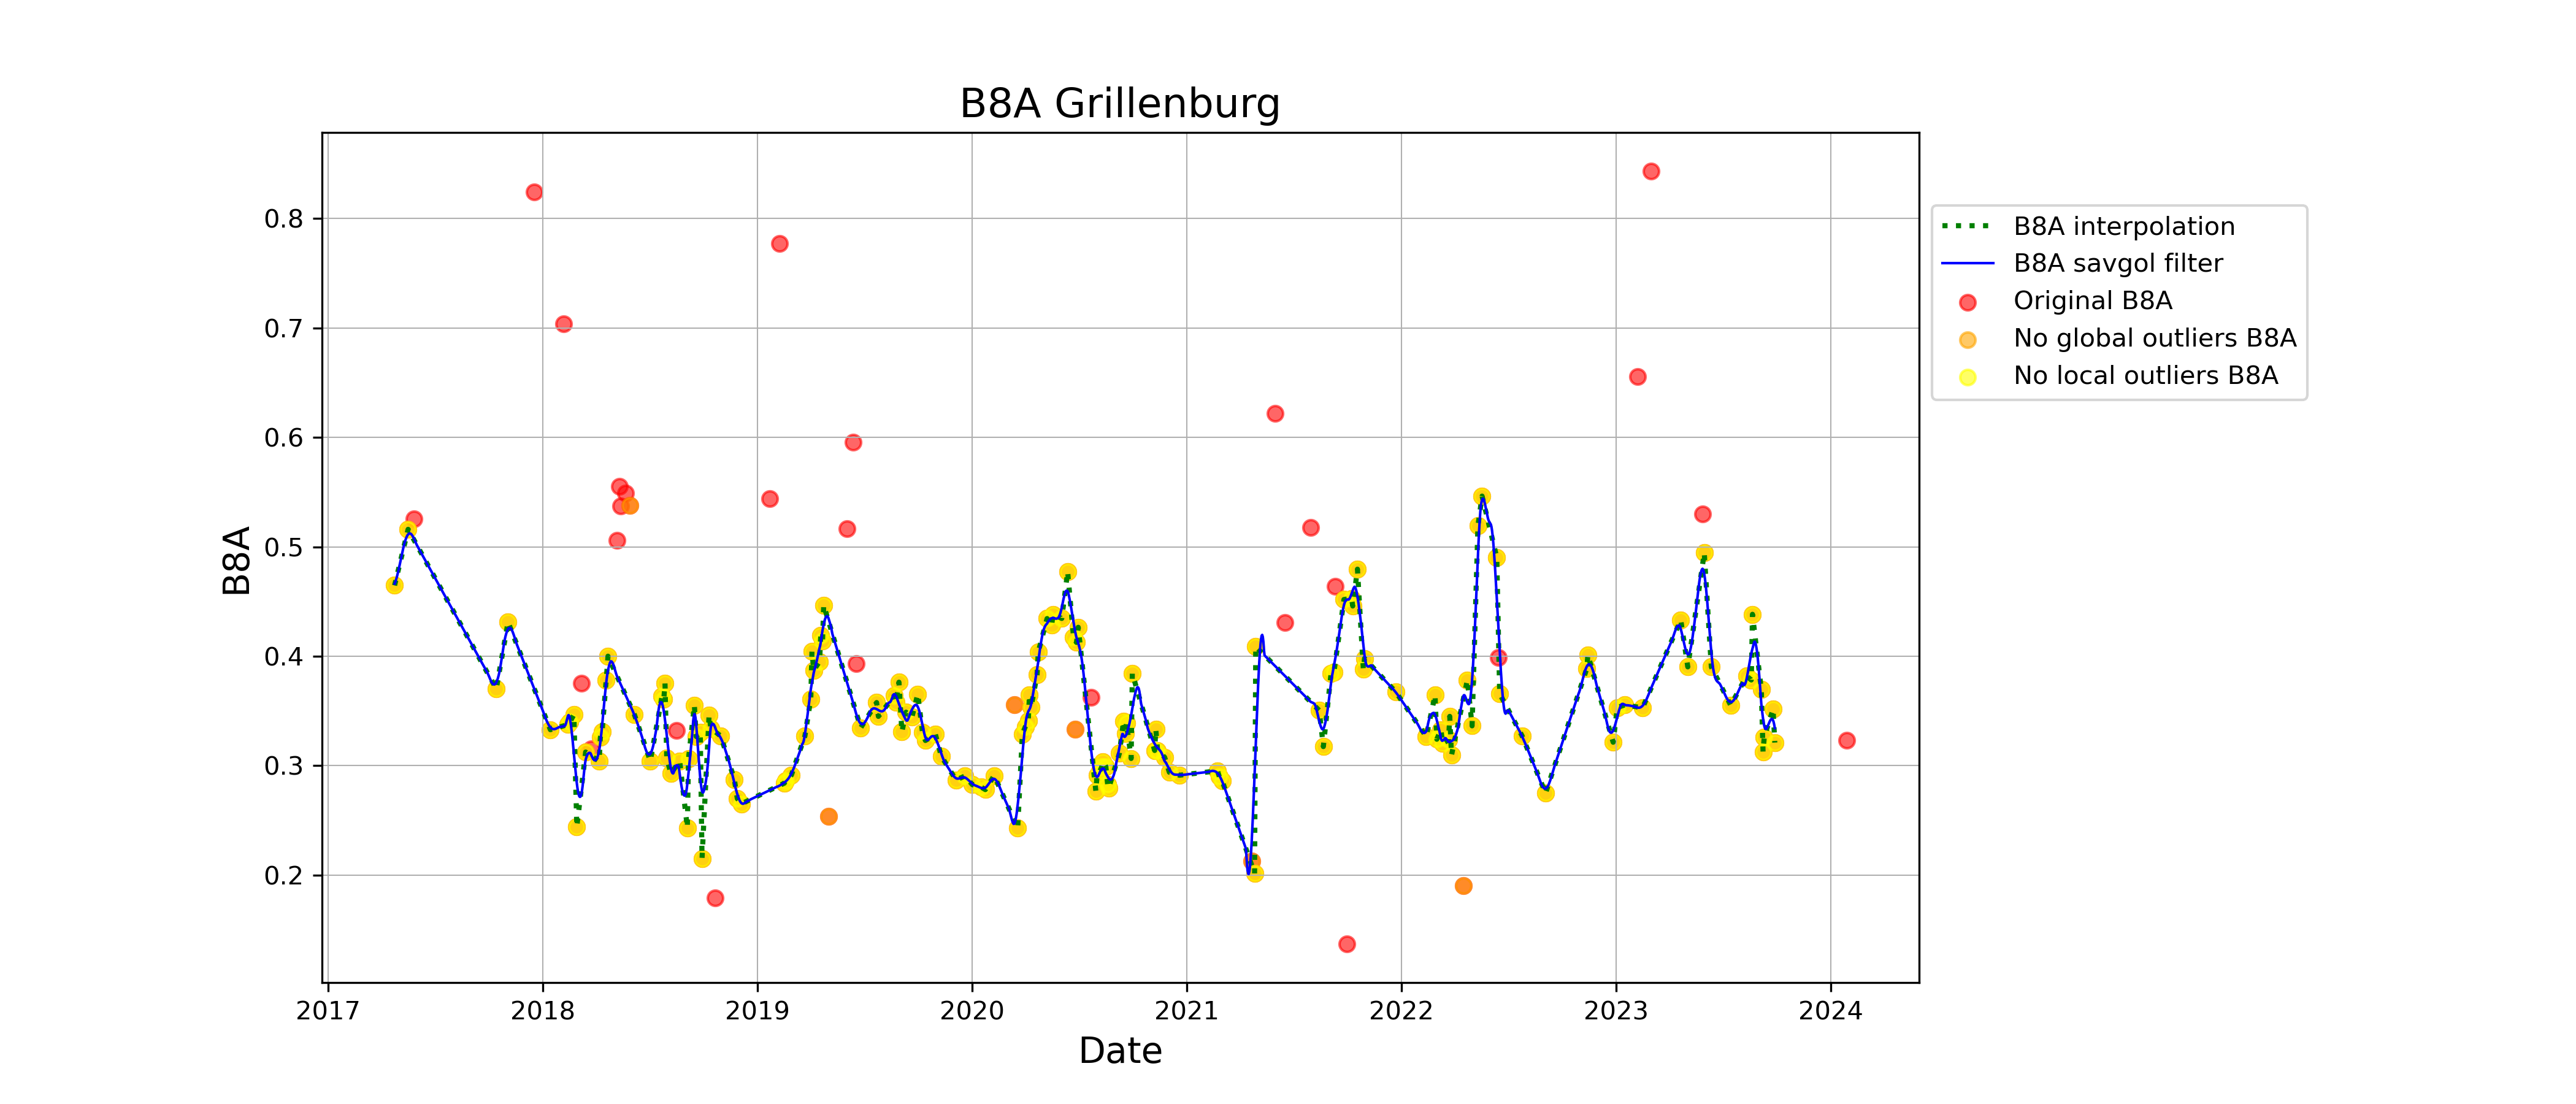 B8A Grillenburg
B8A
0.8
0.7
0.6
0.5
0.4
0.3
0.2
2017 2018 2019 2020 2021 2022 2023 2024
Date
B8A interpolation
B8A savgol filter
Original B8A
No global outliers B8A
No local outliers B8A